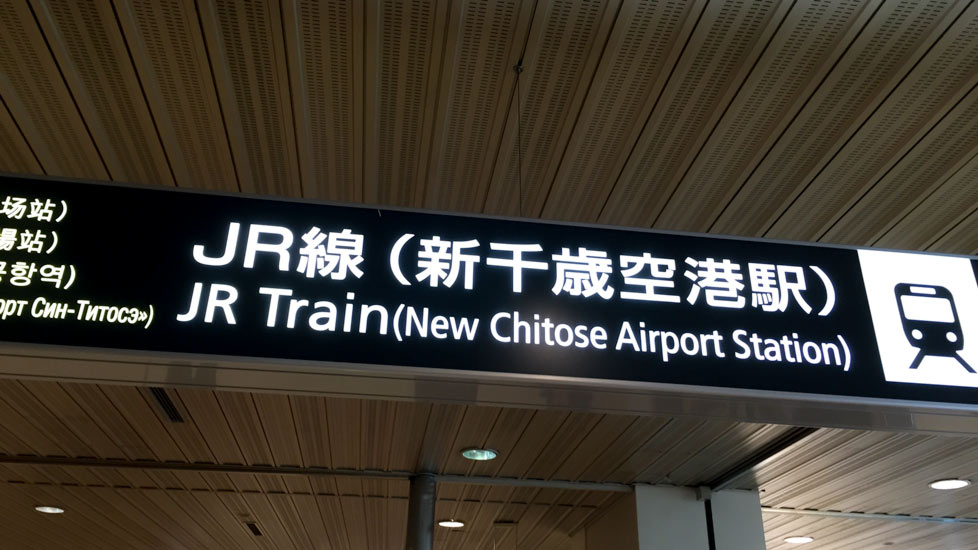 场站)
場站)
공항역)
орт Син-Титосэ»)
JR線(新千歳空港駅)
JR Train(New Chitose Airport Station)